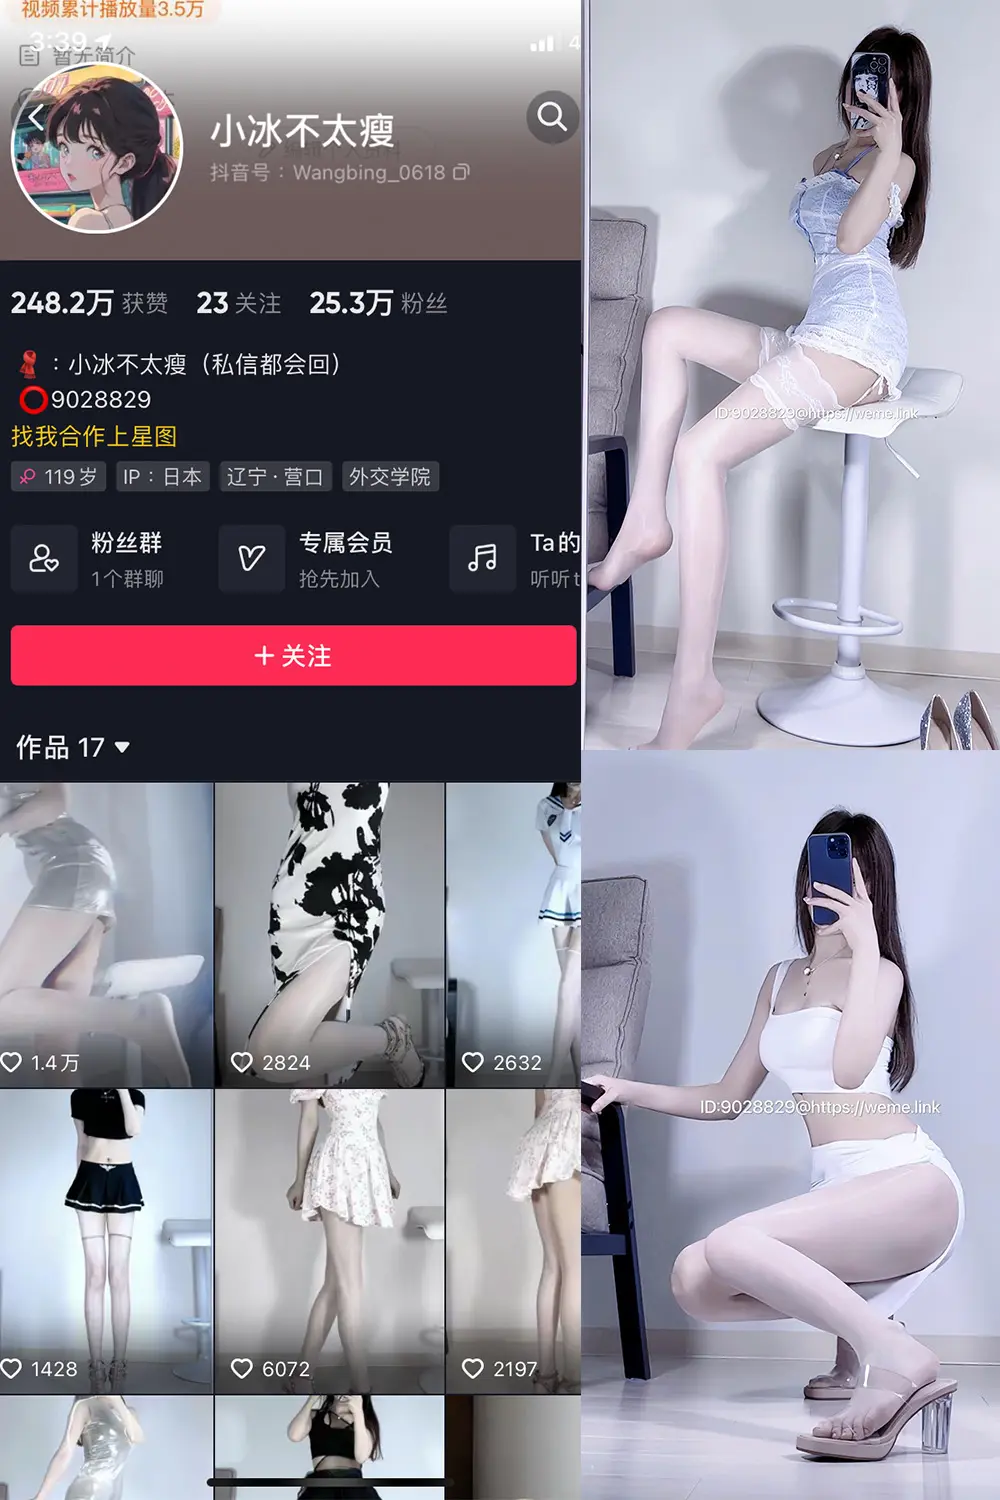 视频累计播放量3.5万
3:39
4
暂无简介
小冰不太瘦
抖音号：Wangbing_0618
248.2万 获赞 23 关注 25.3万 粉丝
：小冰不太瘦（私信都会回）
9028829
找我合作上星图
119岁 IP：日本 辽宁·营口 外交学院
粉丝群 专属会员 Ta的
1个群聊 抢先加入 听听t
+ 关注
作品 17
1.4万 2824 2632
1428 6072 2197
ID:9028829@https://weme.link
ID:9028829@https://weme.link